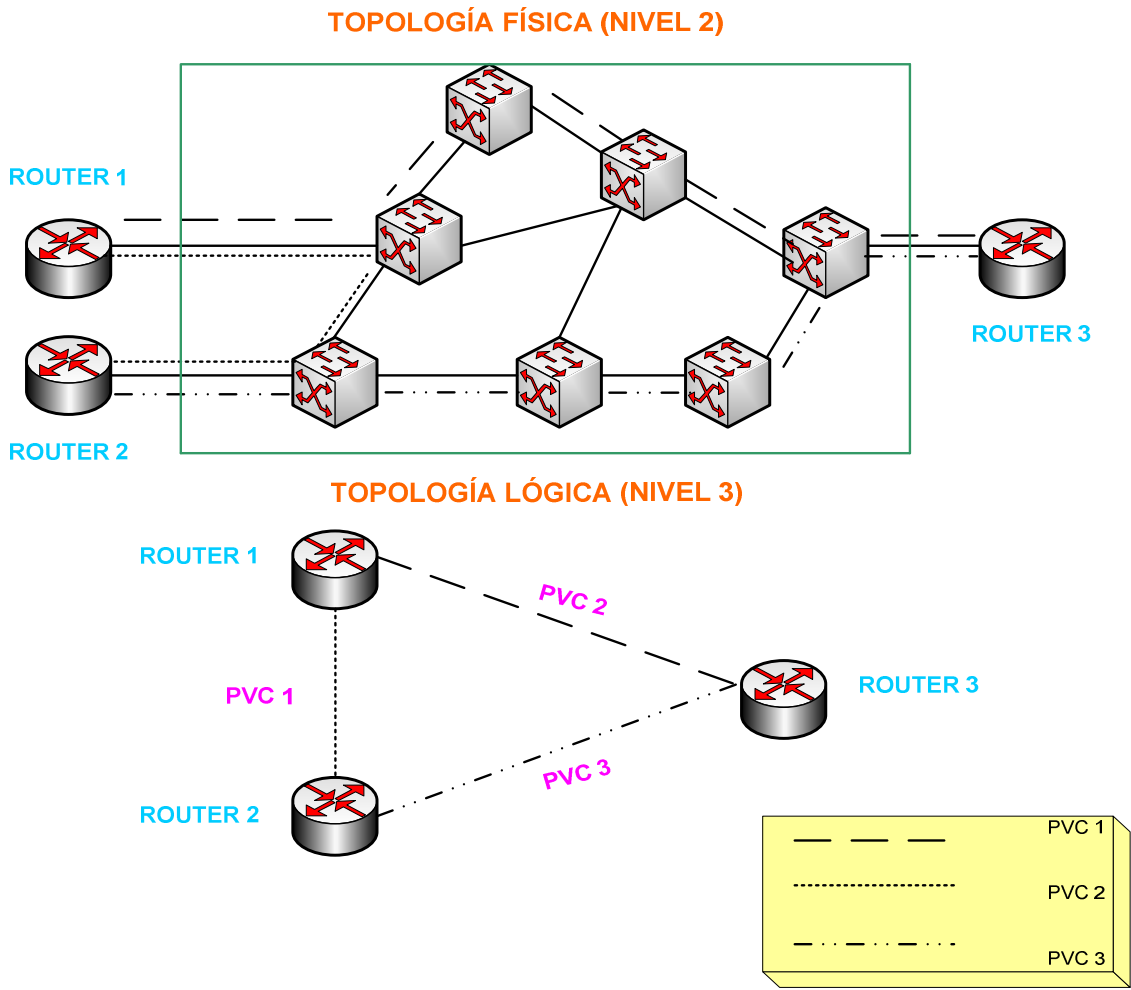 TOPOLOGÍA FÍSICA (NIVEL 2)
ROUTER 1
ROUTER 3
ROUTER 2
TOPOLOGÍA LÓGICA (NIVEL 3)
ROUTER 1
PVC 2
ROUTER 3
PVC 1
PVC 3
ROUTER 2
PVC 1
PVC 2
PVC 3